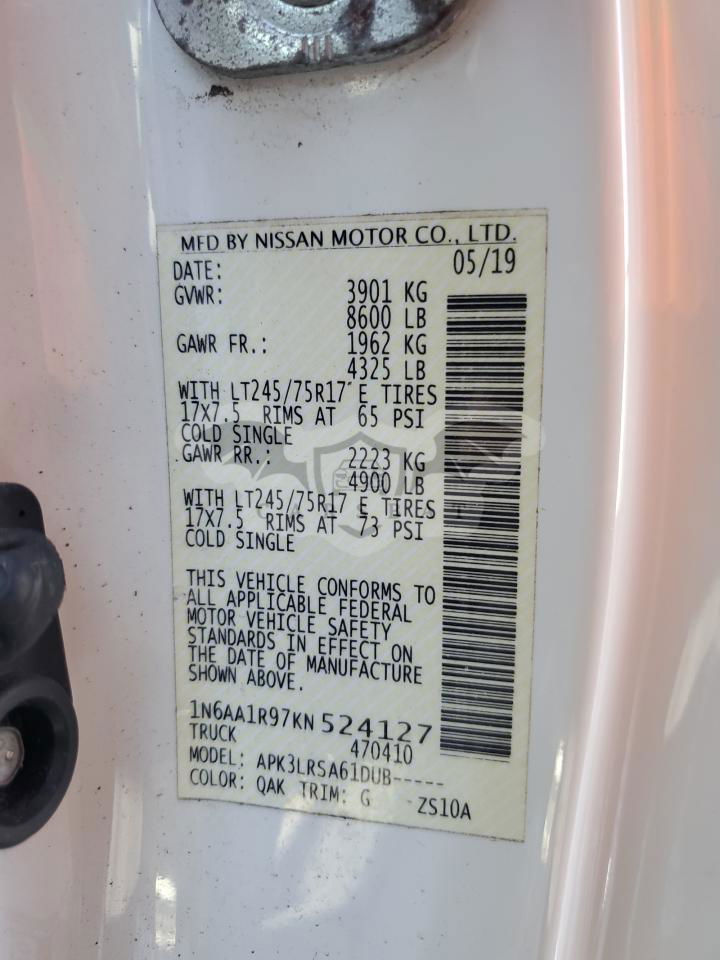 MFD BY NISSAN MOTOR CO., LTD.
DATE: 05/19
GVWR: 3901 KG
8600 LB
GAWR FR.: 1962 KG
4325 LB
WITH LT245/75R17 E TIRES
17X7.5 RIMS AT 65 PSI
COLD SINGLE
GAWR RR.: 2223 KG
4900 LB
WITH LT245/75R17 E TIRES
17X7.5 RIMS AT 73 PSI
COLD SINGLE
THIS VEHICLE CONFORMS TO
ALL APPLICABLE FEDERAL
MOTOR VEHICLE SAFETY
STANDARDS IN EFFECT ON
THE DATE OF MANUFACTURE
SHOWN ABOVE.
1N6AA1R97KN524127
TRUCK 470410
MODEL: APK3LRSA61DUB-----
COLOR: QAK TRIM: G ZS10A